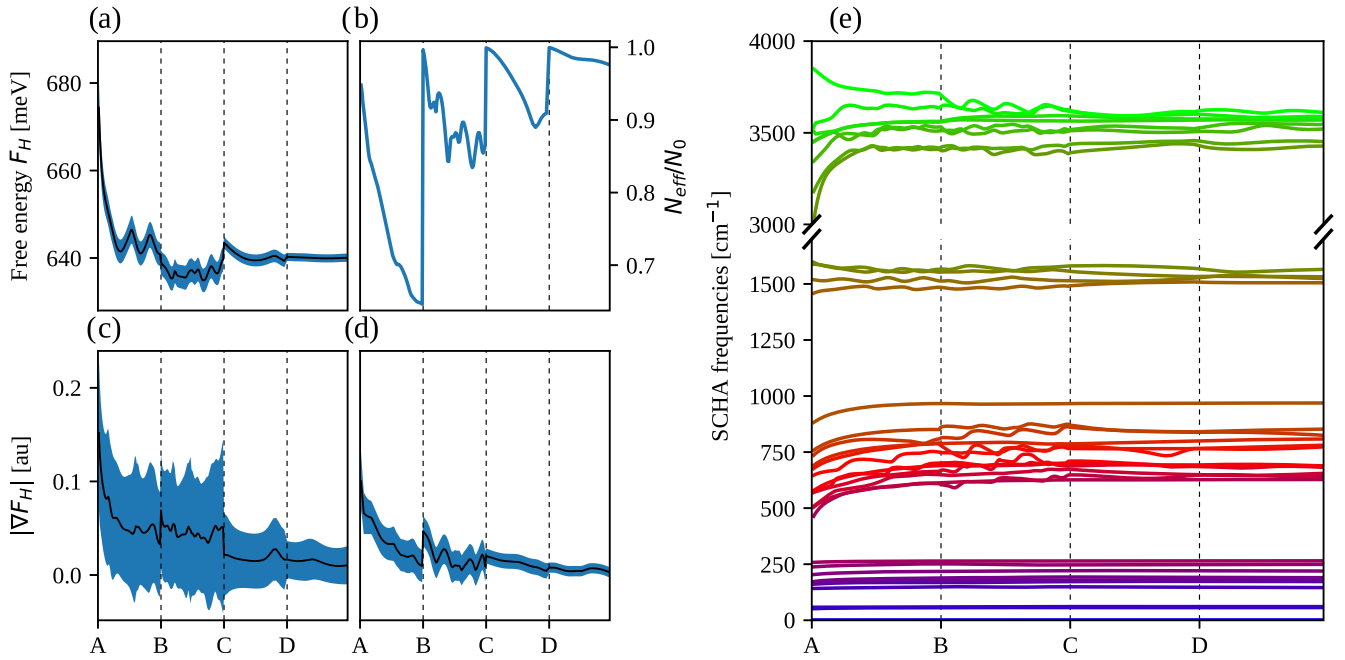 (a)
(b)
(e)
Free energy F_H [meV]
680
660
640
1.0
0.9
0.8
0.7
N_eff/N_0
(c)
(d)
|∇F_H| [au]
0.2
0.1
0.0
A B C D
A B C D
SCHA frequencies [cm⁻¹]
4000
3500
3000
1500
1250
1000
750
500
250
0
A B C D